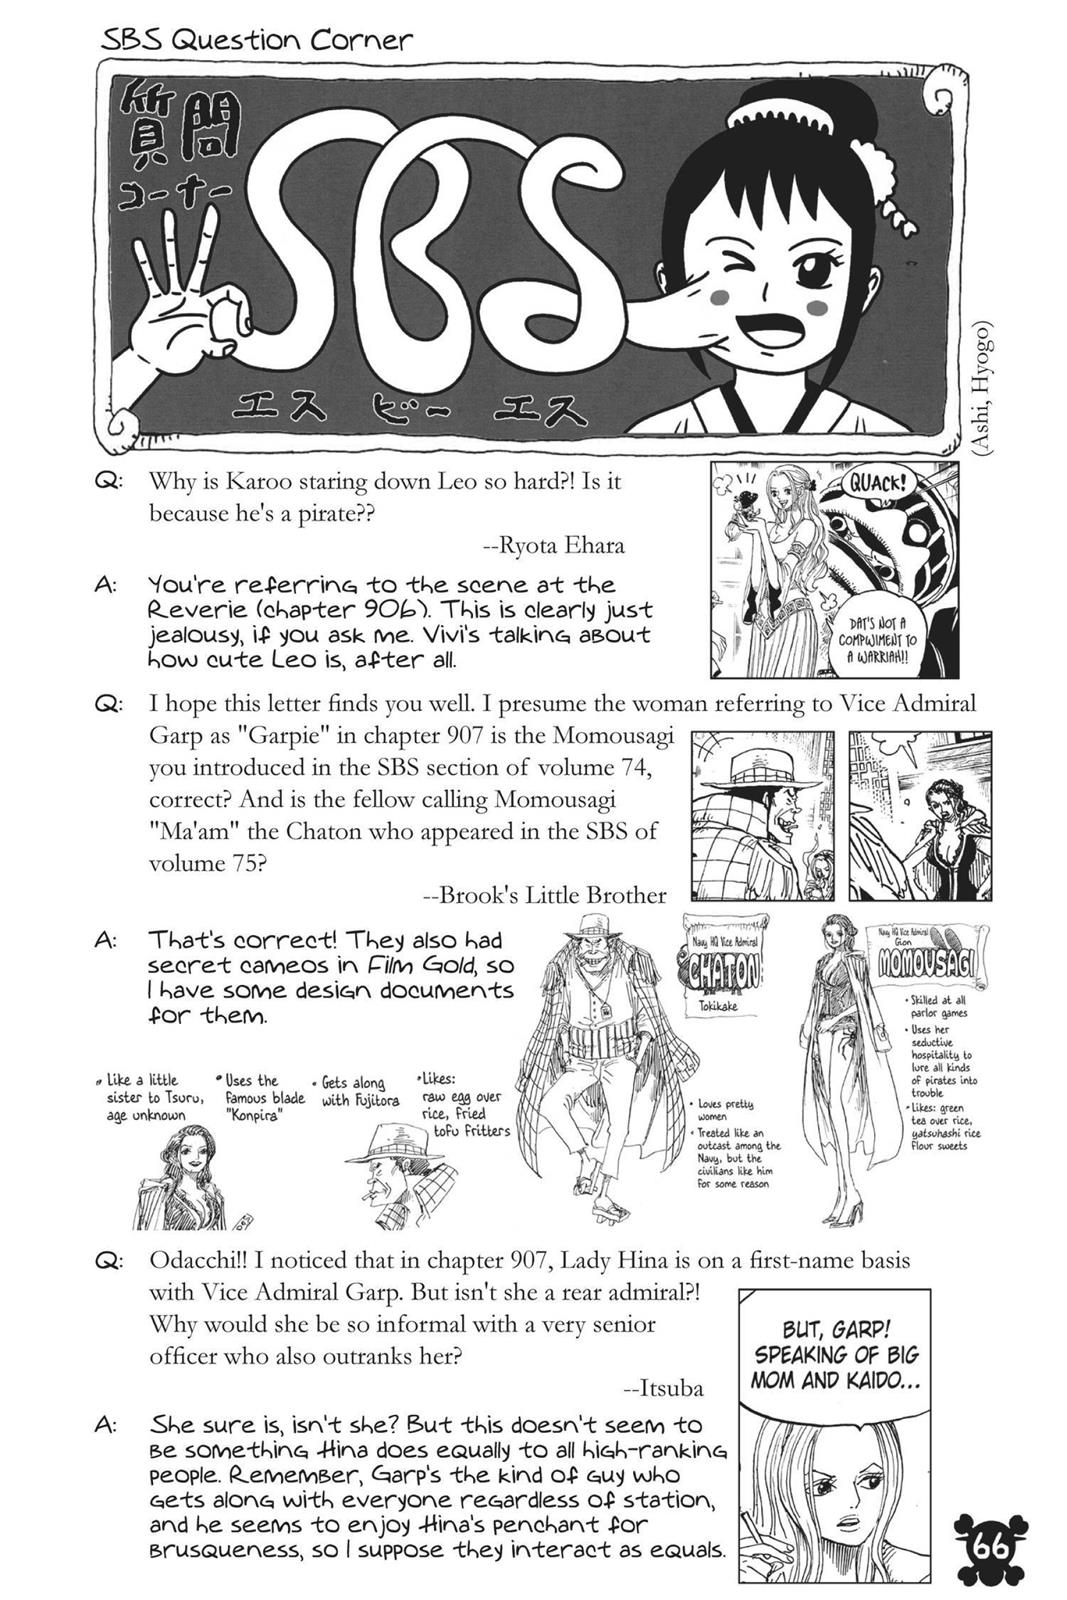 SBS Question Corner
質問
コーナー
SBS
エス ビー エス
(Ashi, Hyogo)
Q: Why is Karoo staring down Leo so hard?! Is it
because he's a pirate??
--Ryota Ehara
QUACK!
DAT'S NOT A
COMPWIMENT TO
A WARRIAH!!
A: You're referring to the scene at the
Reverie (chapter 906). This is clearly just
jealousy, if you ask me. Vivi's talking about
how cute Leo is, after all.
Q: I hope this letter finds you well. I presume the woman referring to Vice Admiral
Garp as "Garpie" in chapter 907 is the Momousagi
you introduced in the SBS section of volume 74,
correct? And is the fellow calling Momousagi
"Ma'am" the Chaton who appeared in the SBS of
volume 75?
--Brook's Little Brother
A: That's correct! They also had
secret cameos in Film Gold, so
I have some design documents
for them.
Navy HQ Vice Admiral
CHATON
Tokikake
• Loves pretty
women
• Treated like an
outcast among the
Navy, but the
civilians like him
for some reason
Navy HQ Vice Admiral
Gion
MOMOUSAGI
• Skilled at all
parlor games
• Uses her
seductive
hospitality to
lure all kinds
of pirates into
trouble
• Likes: green
tea over rice,
yatsuhashi rice
flour sweets
• Like a little
sister to Tsuru,
age unknown
• Uses the
famous blade
"Konpira"
• Gets along
with Fujitora
• Likes:
raw egg over
rice, fried
tofu fritters
Q: Odacchi!! I noticed that in chapter 907, Lady Hina is on a first-name basis
with Vice Admiral Garp. But isn't she a rear admiral?!
Why would she be so informal with a very senior
officer who also outranks her?
--Itsuba
BUT, GARP!
SPEAKING OF BIG
MOM AND KAIDO...
A: She sure is, isn't she? But this doesn't seem to
be something Hina does equally to all high-ranking
people. Remember, Garp's the kind of guy who
gets along with everyone regardless of station,
and he seems to enjoy Hina's penchant for
brusqueness, so I suppose they interact as equals.
66